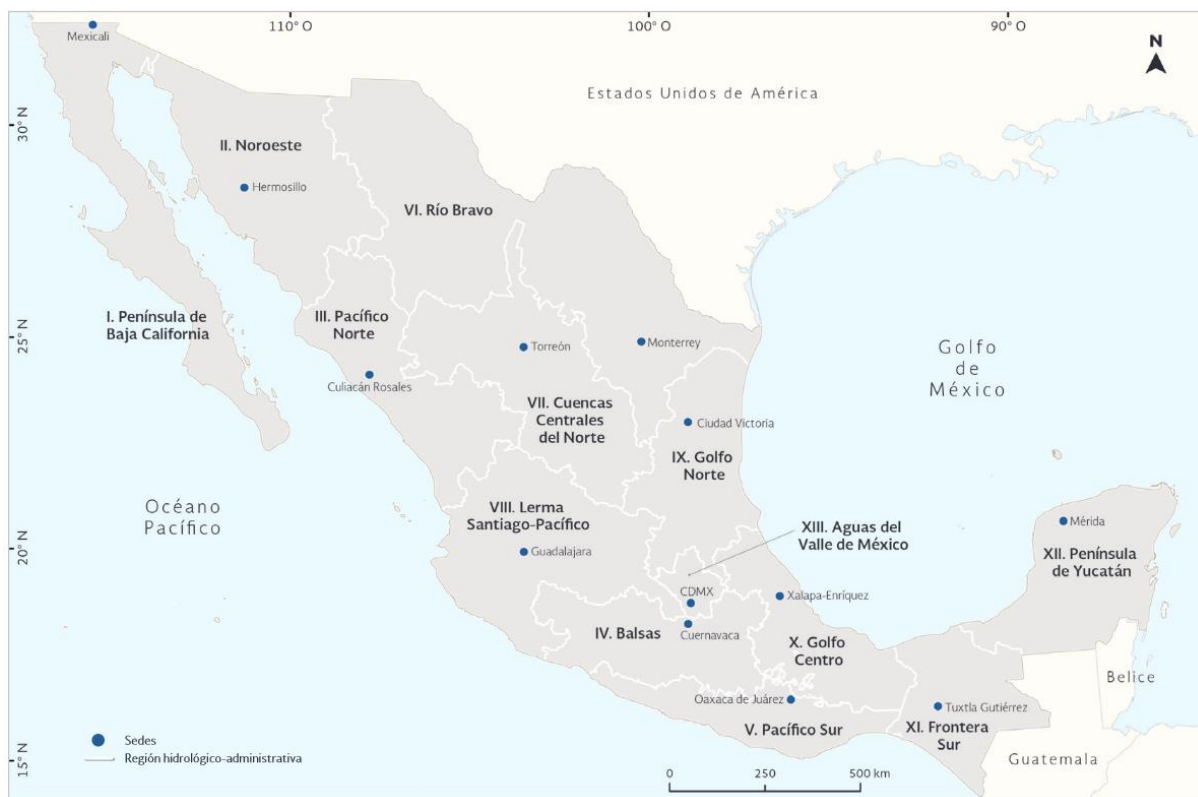 110° O
100° O
90° O
Mexicali
N
Estados Unidos de América
30° N
II. Noroeste
Hermosillo
VI. Río Bravo
I. Península de
Baja California
III. Pacífico
Norte
25° N
Torreón
Monterrey
Golfo
de
México
Culiacán Rosales
VII. Cuencas
Centrales
del Norte
Ciudad Victoria
IX. Golfo
Norte
Océano
Pacífico
VIII. Lerma
Santiago-Pacífico
XIII. Aguas del
Valle de México
Mérida
20° N
Guadalajara
XII. Península
de Yucatán
CDMX
Xalapa-Enríquez
IV. Balsas
Cuernavaca
X. Golfo
Centro
Belice
Oaxaca de Juárez
Tuxtla Gutiérrez
V. Pacífico Sur
XI. Frontera
Sur
Guatemala
15° N
Sedes
Región hidrológico-administrativa
0 250 500 km